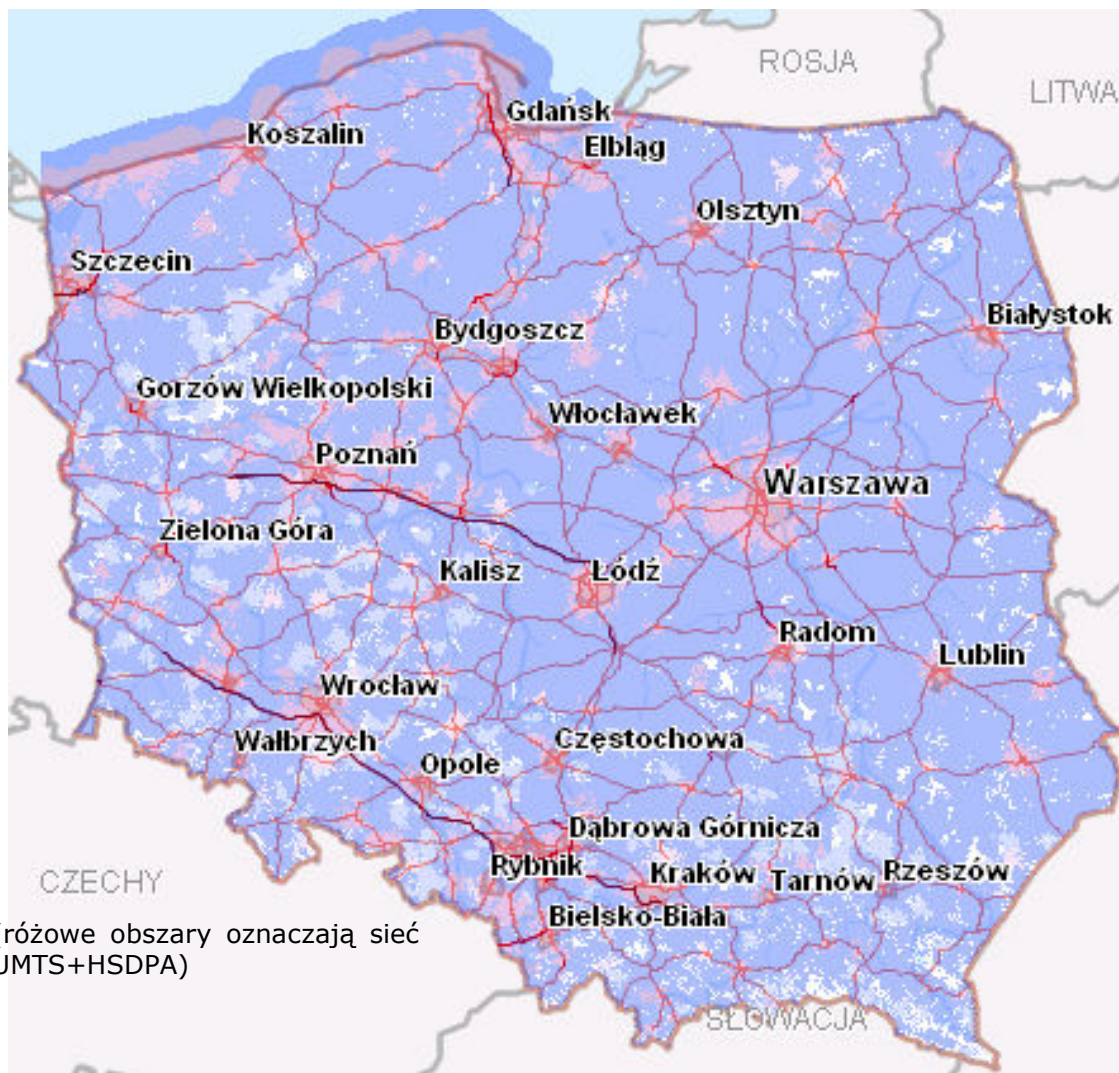 ROSJA
LITWA
Gdańsk
Koszalin
Elbląg
Olsztyn
Szczecin
Białystok
Bydgoszcz
Gorzów Wielkopolski
Włocławek
Poznań
Warszawa
Zielona Góra
Kalisz
Łódź
Radom
Lublin
Wrocław
Wałbrzych
Częstochowa
Opole
Dąbrowa Górnicza
Rybnik
Kraków
Tarnów
Rzeszów
CZECHY
Bielsko-Biała
(różowe obszary oznaczają sieć
UMTS+HSDPA)
SŁOWACJA